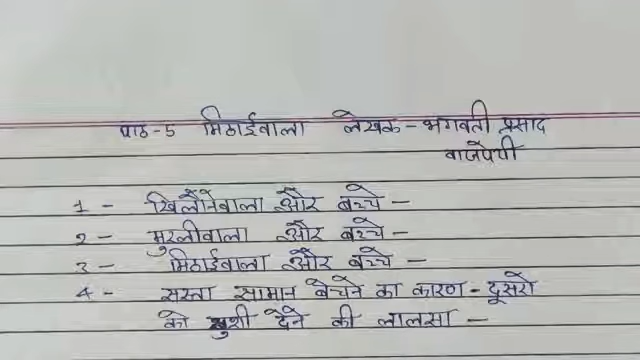 पाठ-5 मिठाईवाला लेखक - भगवती प्रसाद
वाजपेयी
1 - खिलौनेवाला और बच्चे -
2 - मुरलीवाला और बच्चे -
3 - मिठाईवाला और बच्चे -
4 - सस्ता सामान बेचने का कारण - दूसरो
को खुशी देने की लालसा -